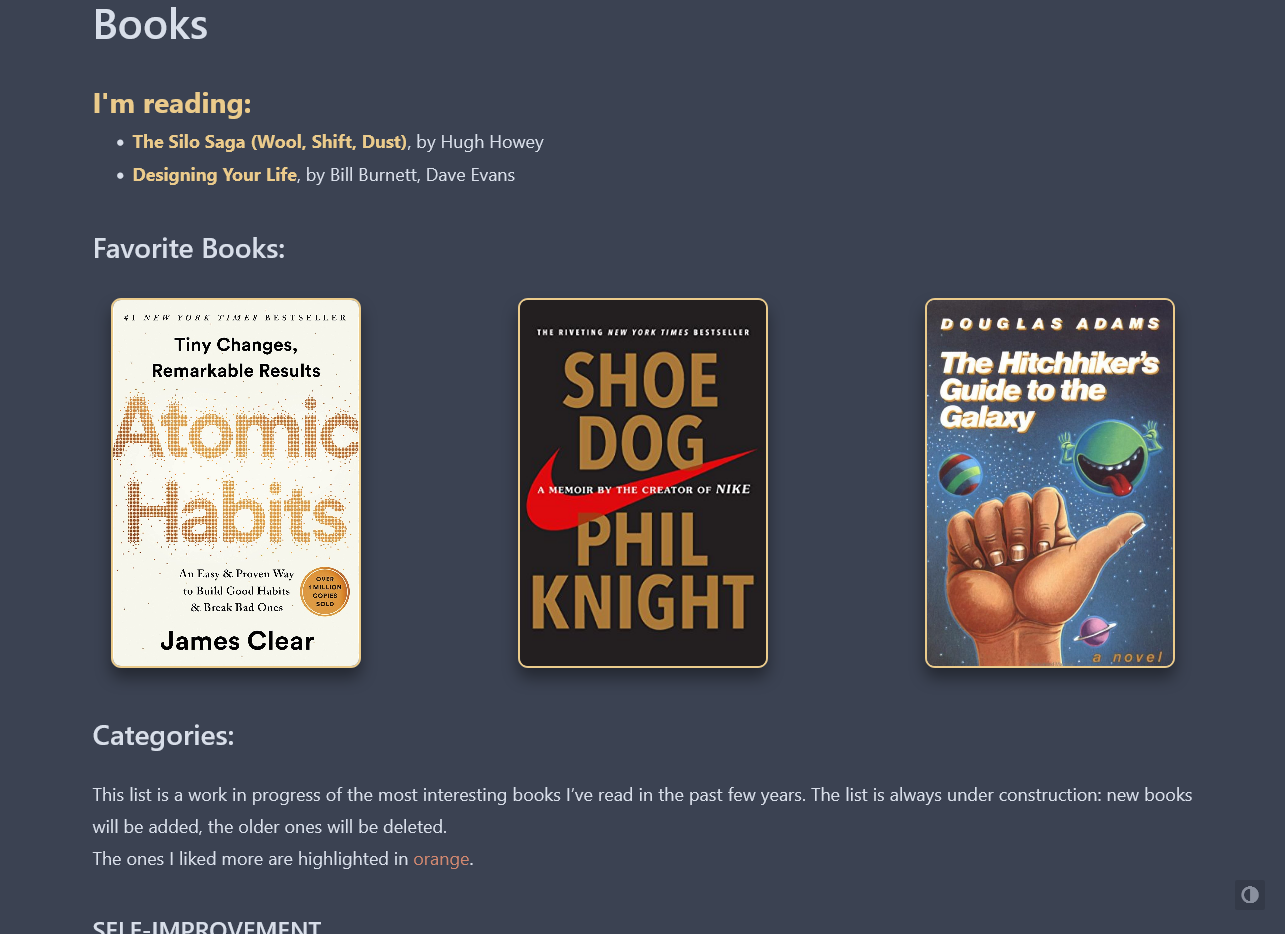 Books
I'm reading:
The Silo Saga (Wool, Shift, Dust), by Hugh Howey
Designing Your Life, by Bill Burnett, Dave Evans
Favorite Books:
#1 NEW YORK TIMES BESTSELLER
Tiny Changes,
Remarkable Results
Atomic
Habits
An Easy & Proven Way
to Build Good Habits
& Break Bad Ones
OVER
1 MILLION
COPIES
SOLD
James Clear
THE RIVETING NEW YORK TIMES BESTSELLER
SHOE
DOG
A MEMOIR BY THE CREATOR OF NIKE
PHIL
KNIGHT
DOUGLAS ADAMS
The Hitchhiker's
Guide to the
Galaxy
a novel
Categories:
This list is a work in progress of the most interesting books I’ve read in the past few years. The list is always under construction: new books
will be added, the older ones will be deleted.
The ones I liked more are highlighted in orange.
SELF-IMPROVEMENT